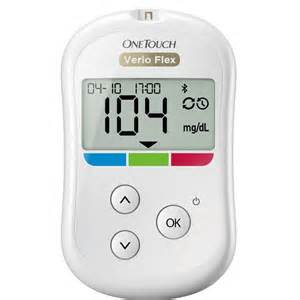 ONETOUCH
Verio Flex
04-10 17:00
104
mg/dL
OK